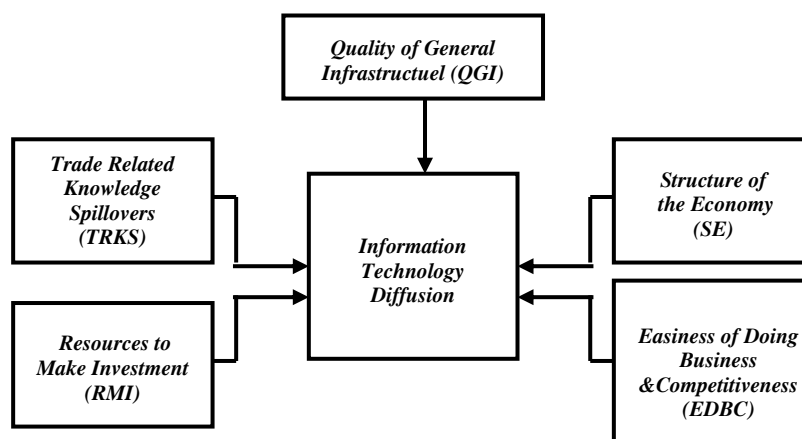 Quality of General
Infrastructuel (QGI)
Trade Related
Knowledge
Spillovers
(TRKS)
Structure of
the Economy
(SE)
Information
Technology
Diffusion
Resources to
Make Investment
(RMI)
Easiness of Doing
Business
&Competitiveness
(EDBC)